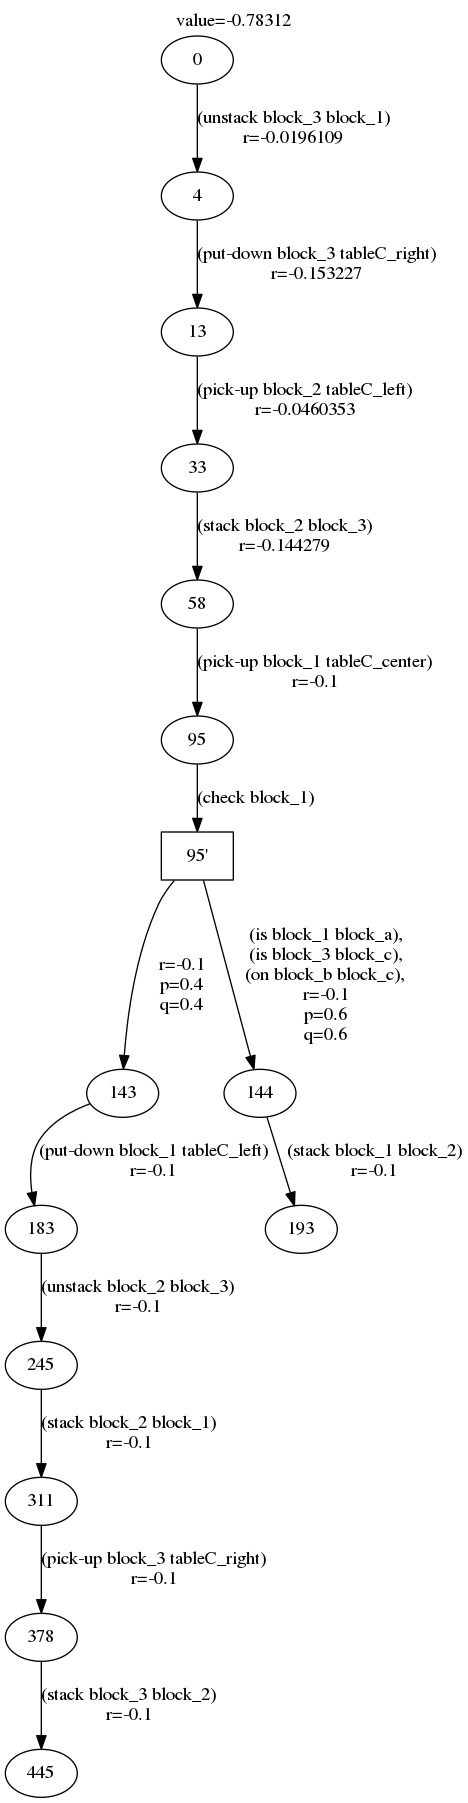 value=-0.78312
0
(unstack block_3 block_1)
r=-0.0196109
4
(put-down block_3 tableC_right)
r=-0.153227
13
(pick-up block_2 tableC_left)
r=-0.0460353
33
(stack block_2 block_3)
r=-0.144279
58
(pick-up block_1 tableC_center)
r=-0.1
95
(check block_1)
95'
r=-0.1
p=0.4
q=0.4
(is block_1 block_a),
(is block_3 block_c),
(on block_b block_c),
r=-0.1
p=0.6
q=0.6
143
144
(put-down block_1 tableC_left)
r=-0.1
(stack block_1 block_2)
r=-0.1
183
193
(unstack block_2 block_3)
r=-0.1
245
(stack block_2 block_1)
r=-0.1
311
(pick-up block_3 tableC_right)
r=-0.1
378
(stack block_3 block_2)
r=-0.1
445